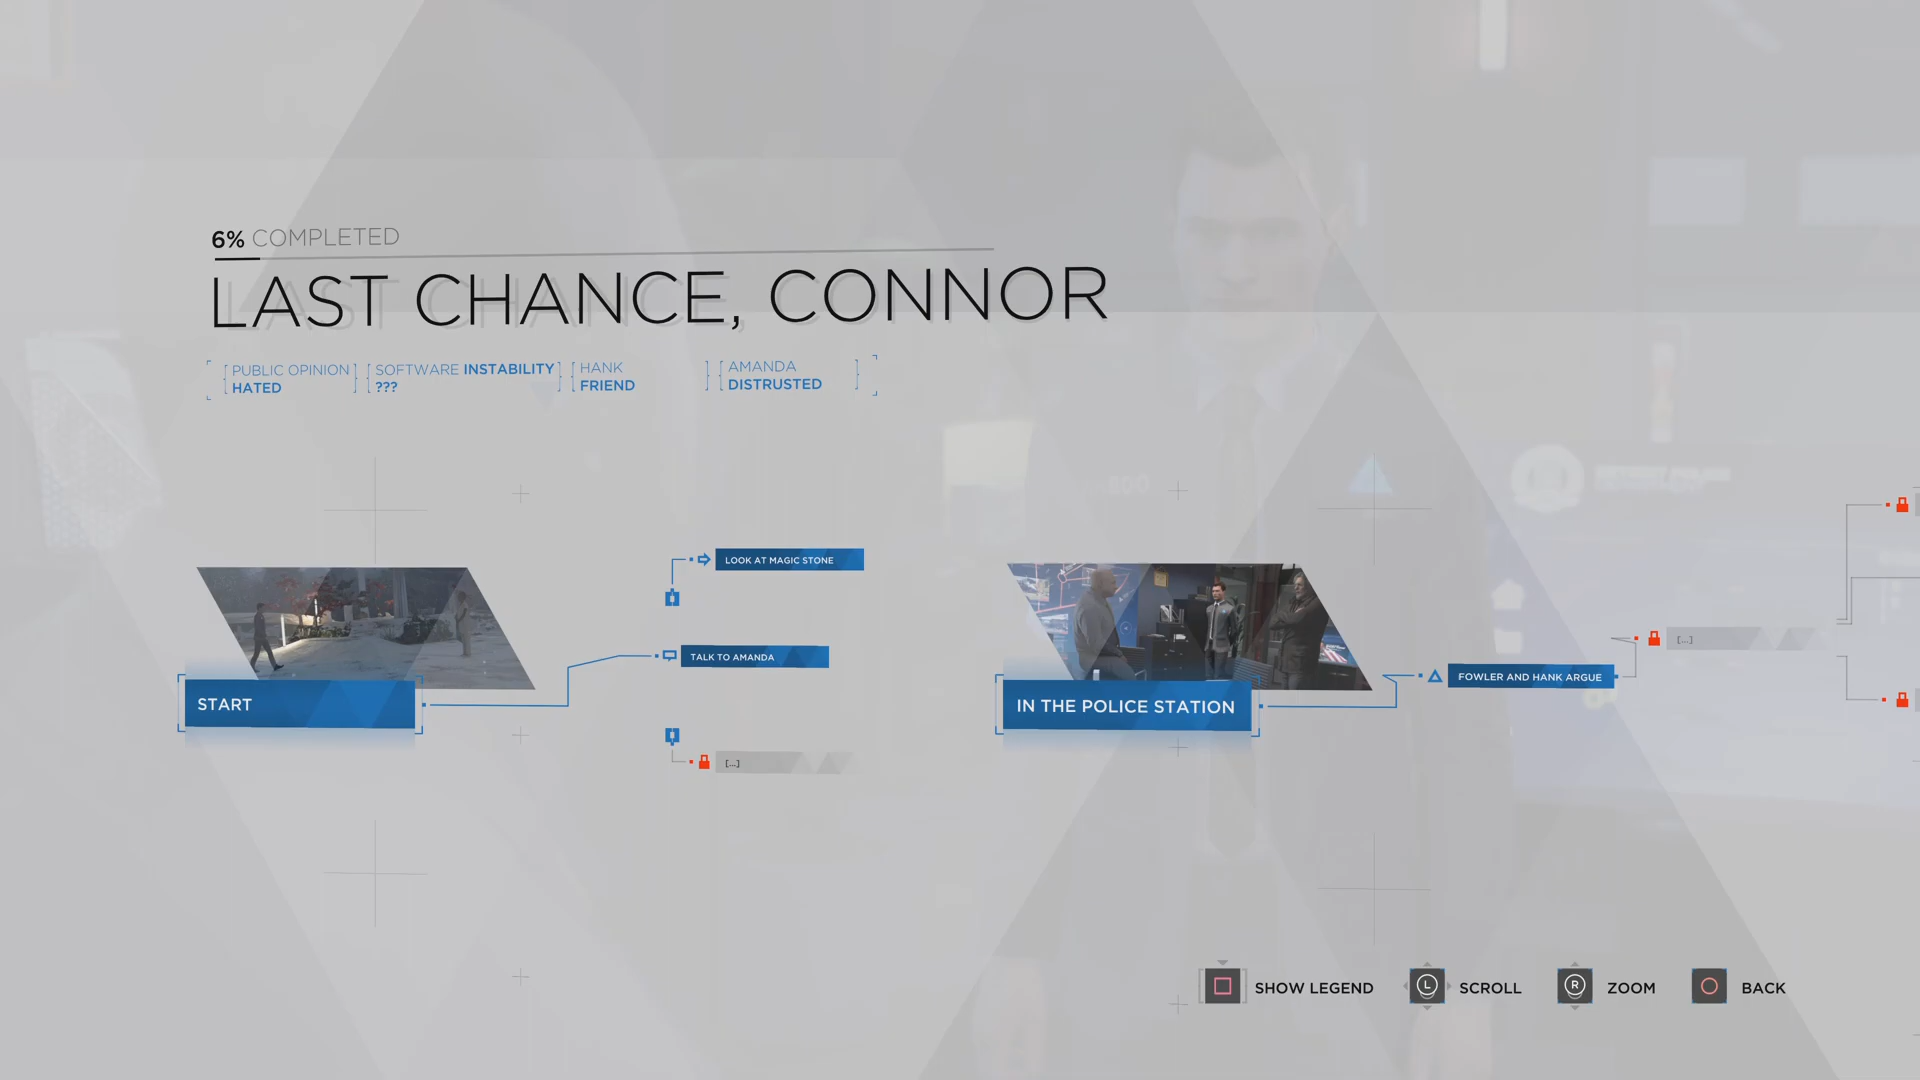 6% COMPLETED
LAST CHANCE, CONNOR
PUBLIC OPINION
HATED
SOFTWARE INSTABILITY
???
HANK
FRIEND
AMANDA
DISTRUSTED
LOOK AT MAGIC STONE
TALK TO AMANDA
START
[...]
IN THE POLICE STATION
FOWLER AND HANK ARGUE
[...]
SHOW LEGEND
L
SCROLL
R
ZOOM
BACK